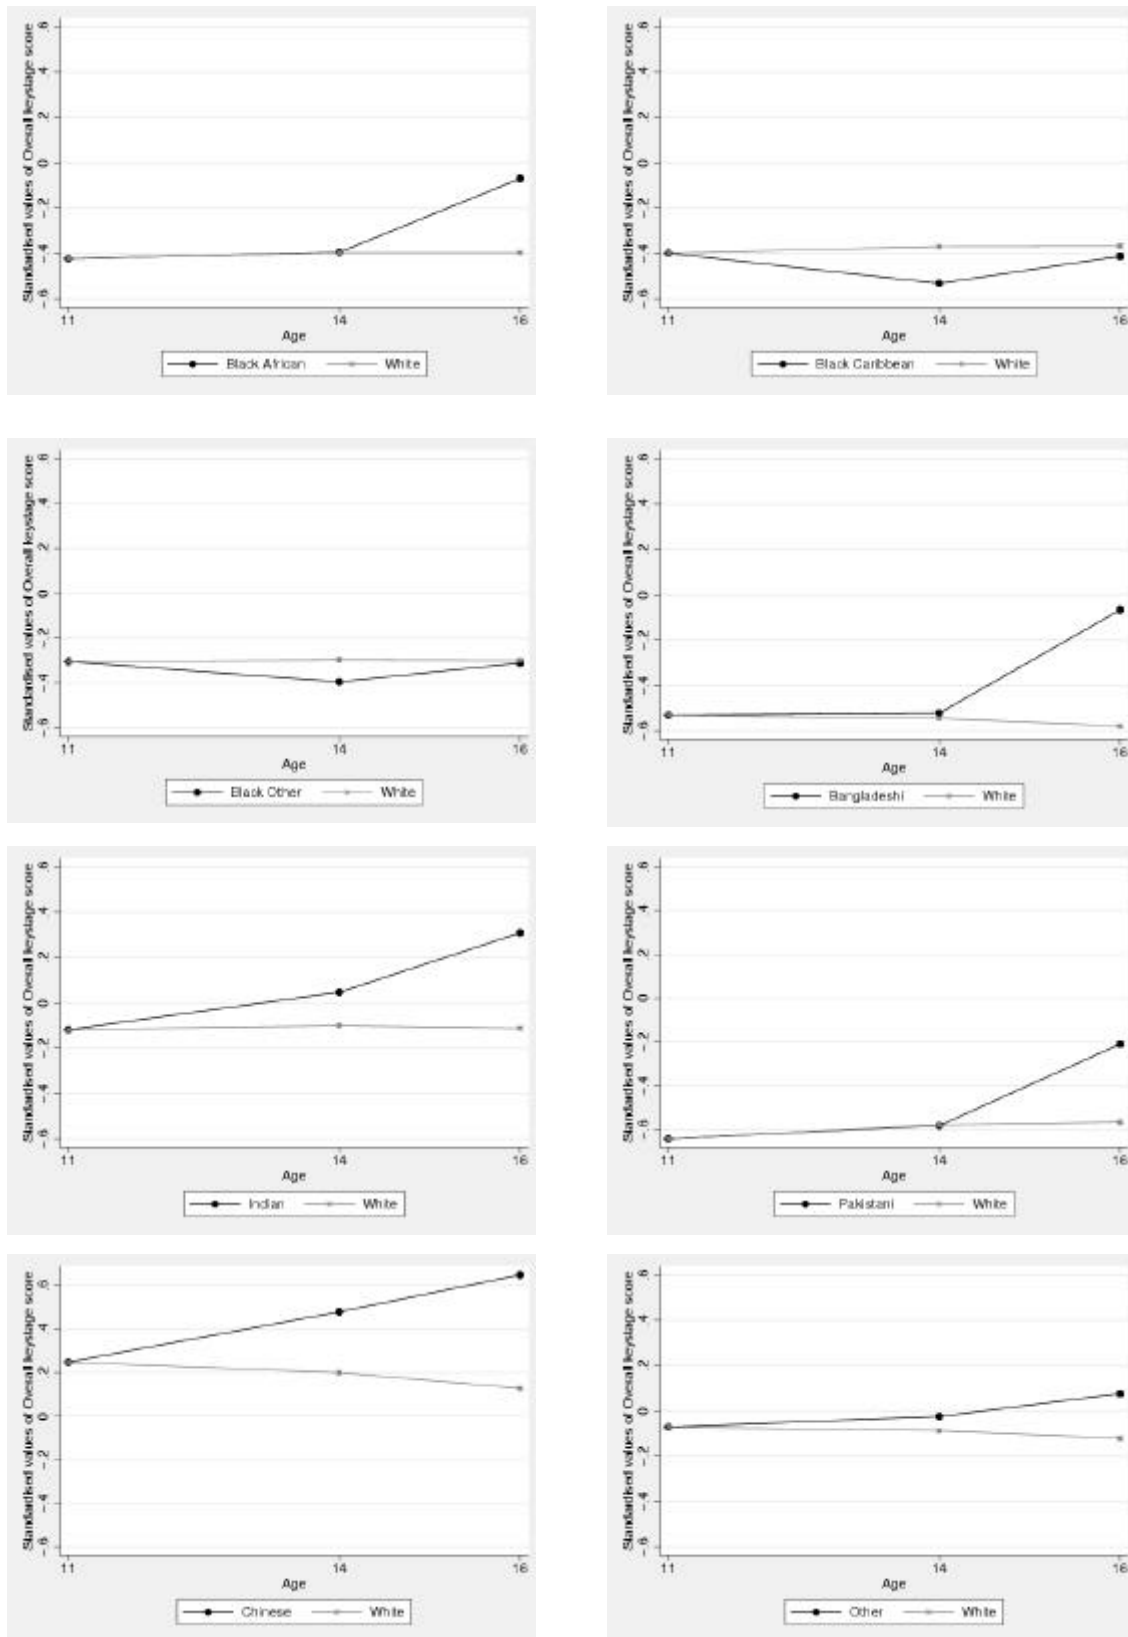 Standardised values of Overall keystage score
.6
.4
.2
0
-.2
-.4
-.6
11 14 16
Age
Black African White
Standardised values of Overall keystage score
.6
.4
.2
0
-.2
-.4
-.6
11 14 16
Age
Black Caribbean White
Standardised values of Overall keystage score
.6
.4
.2
0
-.2
-.4
-.6
11 14 16
Age
Black Other White
Standardised values of Overall keystage score
.6
.4
.2
0
-.2
-.4
-.6
11 14 16
Age
Bangladeshi White
Standardised values of Overall keystage score
.6
.4
.2
0
-.2
-.4
-.6
11 14 16
Age
Indian White
Standardised values of Overall keystage score
.6
.4
.2
0
-.2
-.4
-.6
11 14 16
Age
Pakistani White
Standardised values of Overall keystage score
.6
.4
.2
0
-.2
-.4
-.6
11 14 16
Age
Chinese White
Standardised values of Overall keystage score
.6
.4
.2
0
-.2
-.4
-.6
11 14 16
Age
Other White